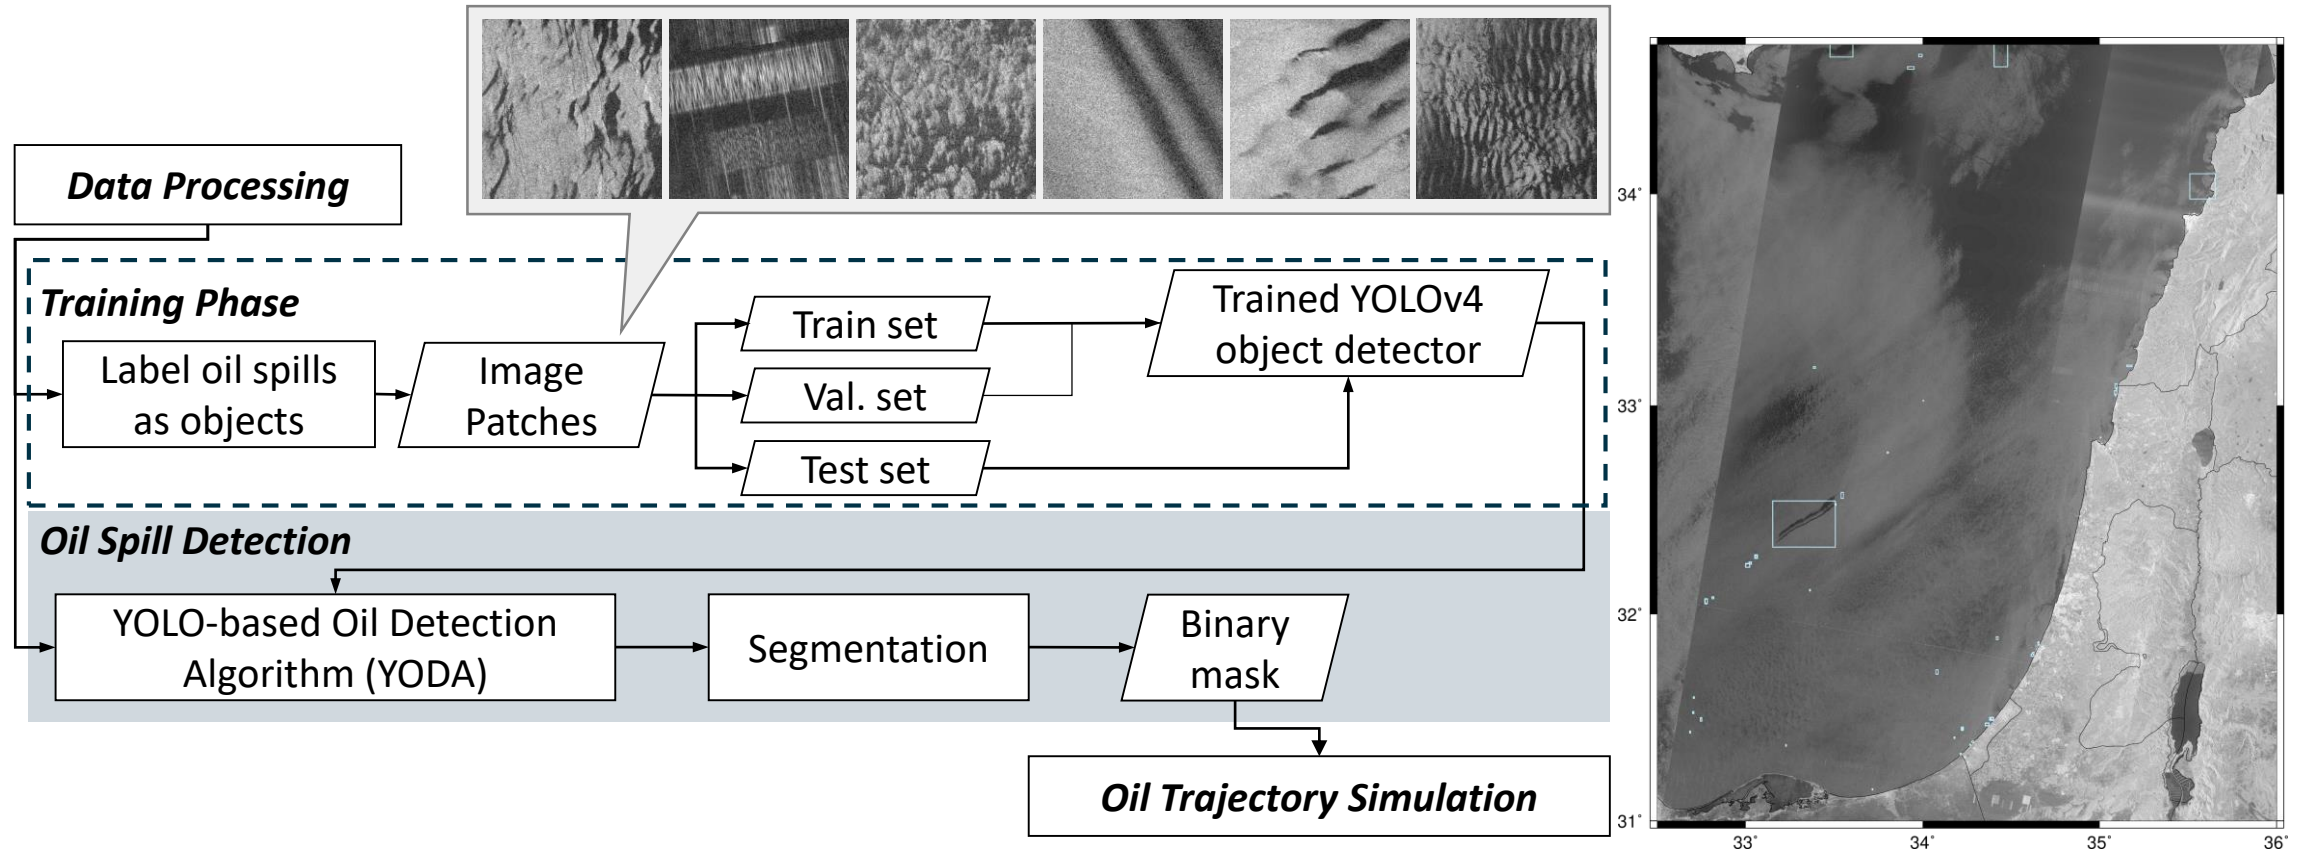 Data Processing
Training Phase
Label oil spills
as objects
Image
Patches
Train set
Val. set
Test set
Trained YOLOv4
object detector
Oil Spill Detection
YOLO-based Oil Detection
Algorithm (YODA)
Segmentation
Binary
mask
Oil Trajectory Simulation
34°
33°
32°
31°
33°
34°
35°
36°